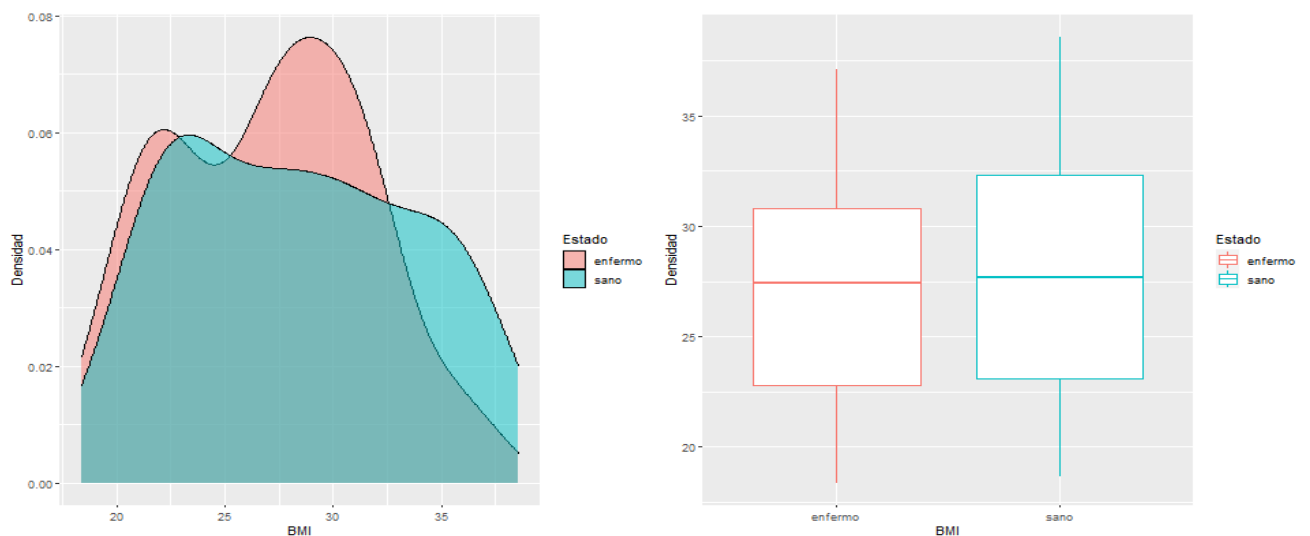 0.08
0.06
0.04
0.02
0.00
Densidad
20 25 30 35
BMI
Estado
enfermo
sano
35
30
25
20
Densidad
enfermo sano
BMI
Estado
enfermo
sano